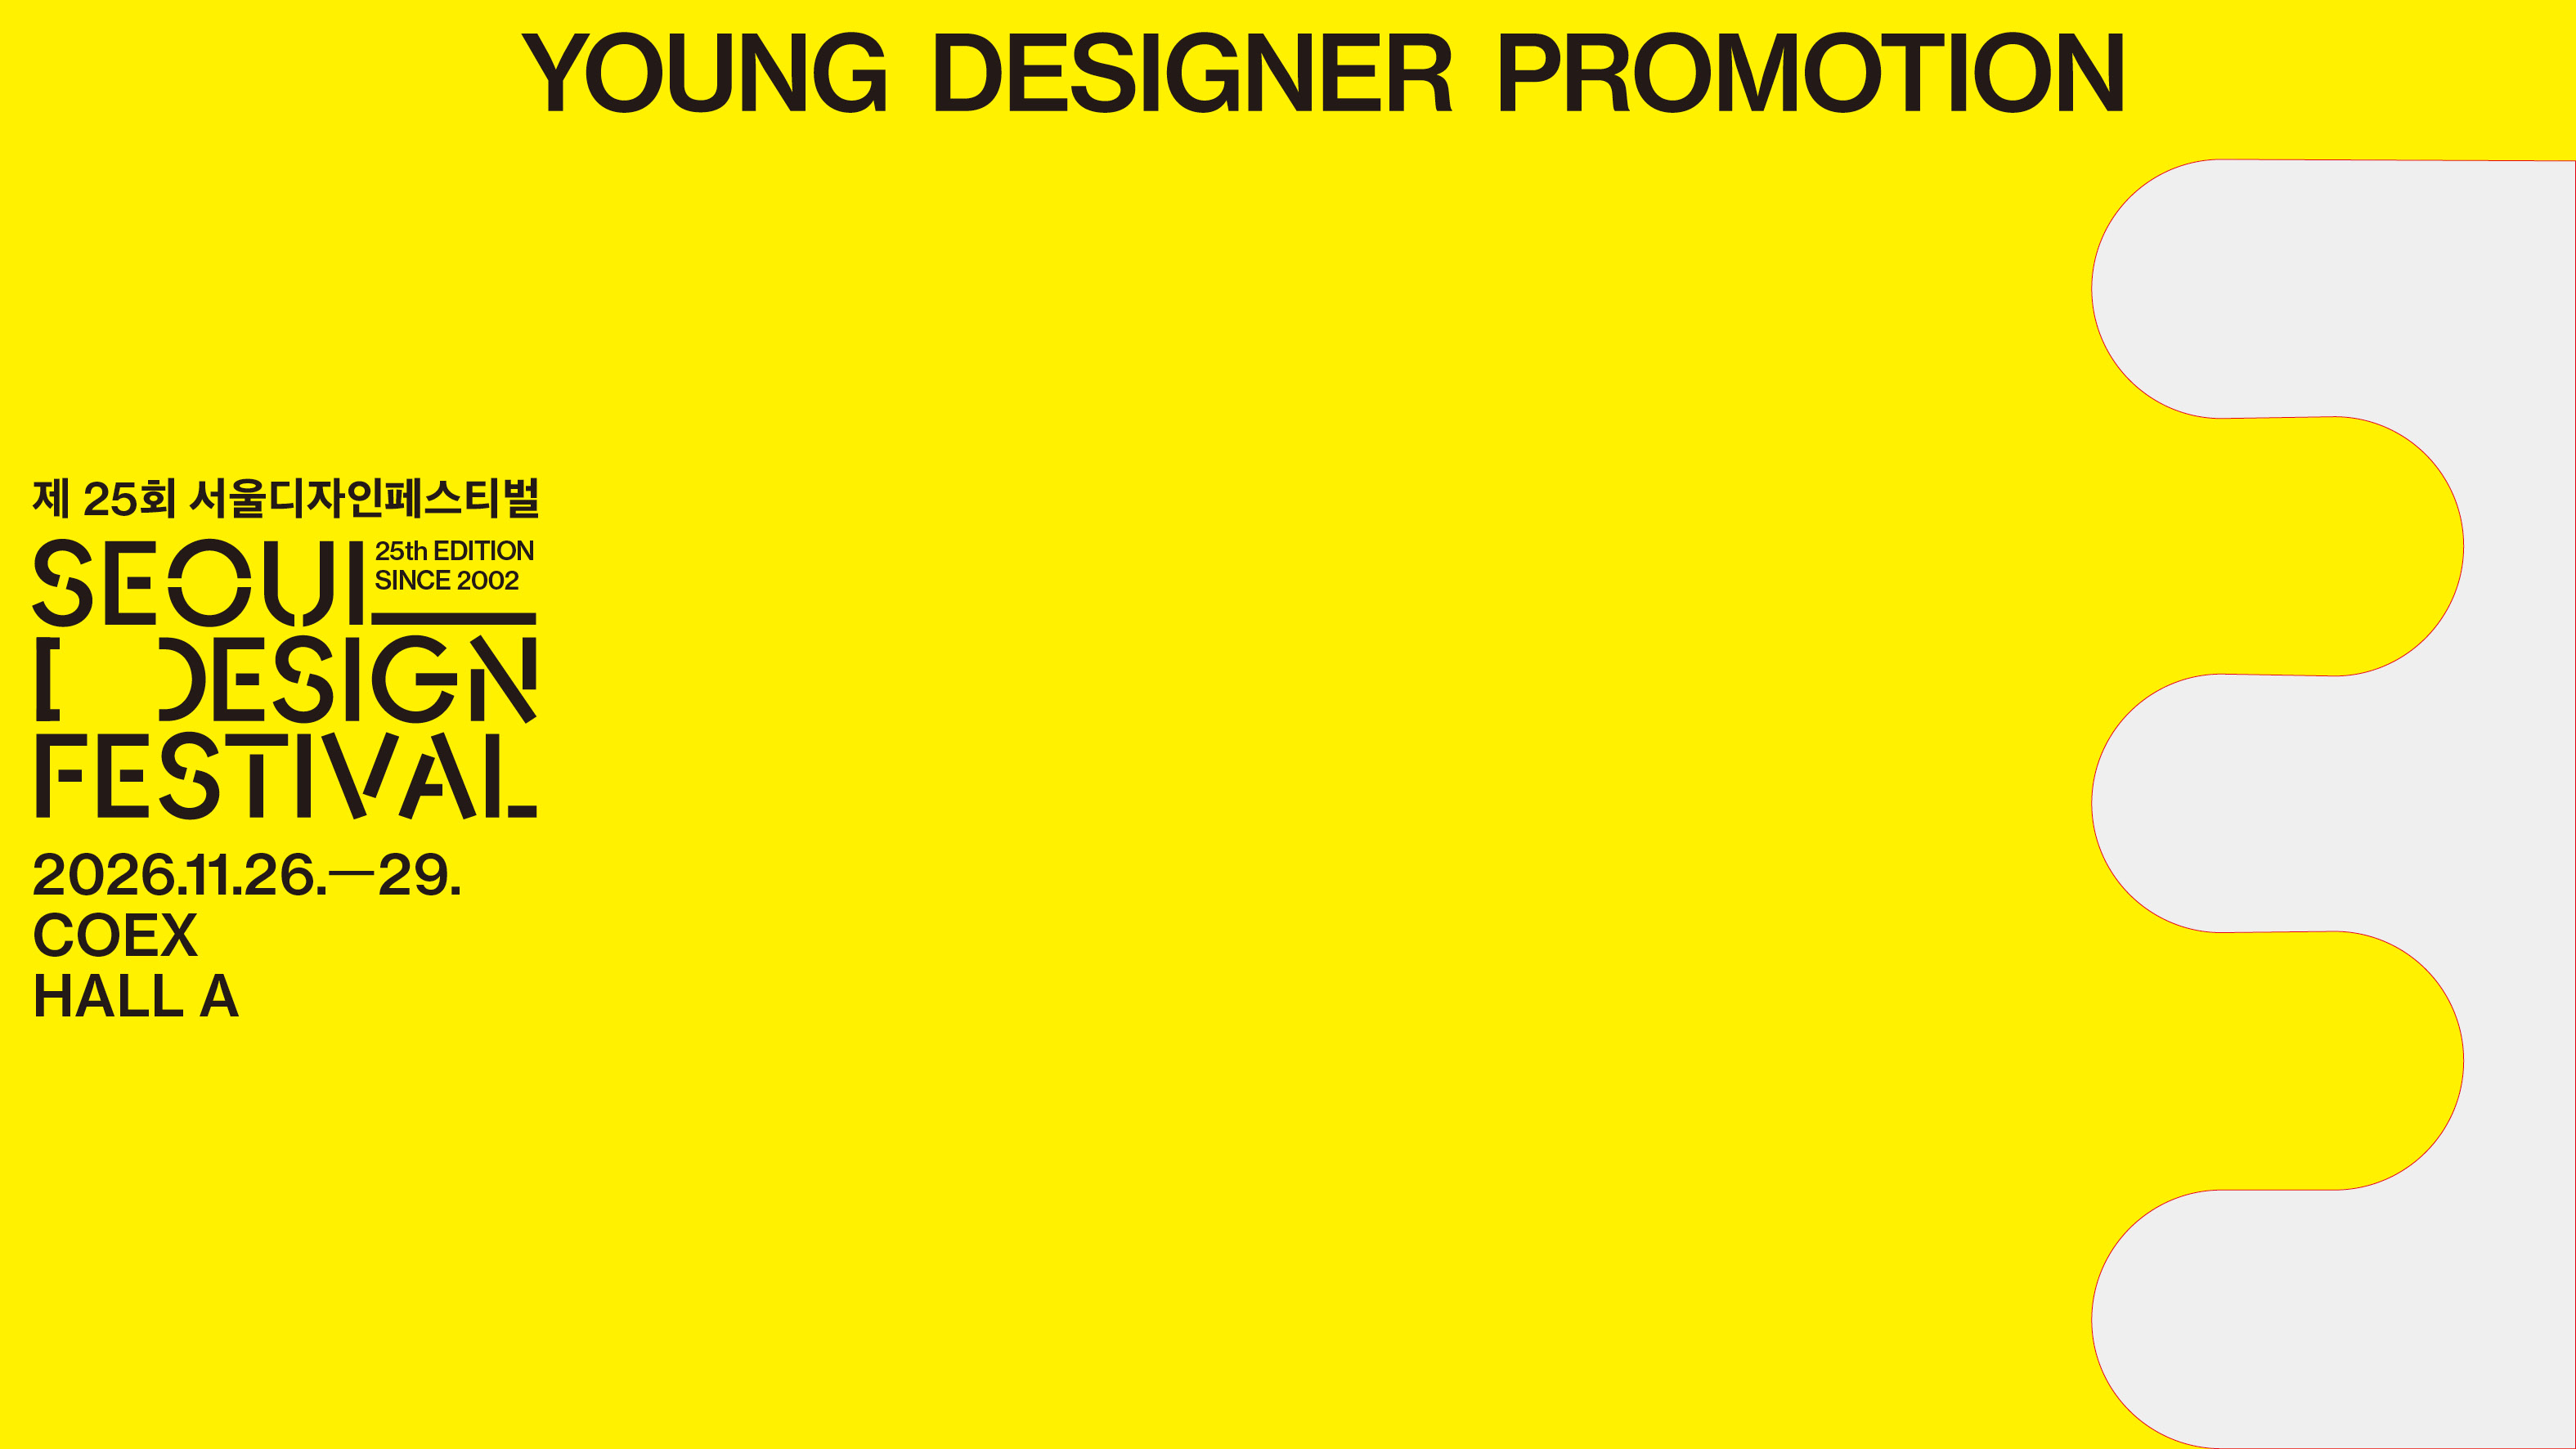 YOUNG DESIGNER PROMOTION
제 25회 서울디자인페스티벌
SEOUL
25th EDITION
SINCE 2002
DESIGN
FESTIVAL
2026.11.26.—29.
COEX
HALL A